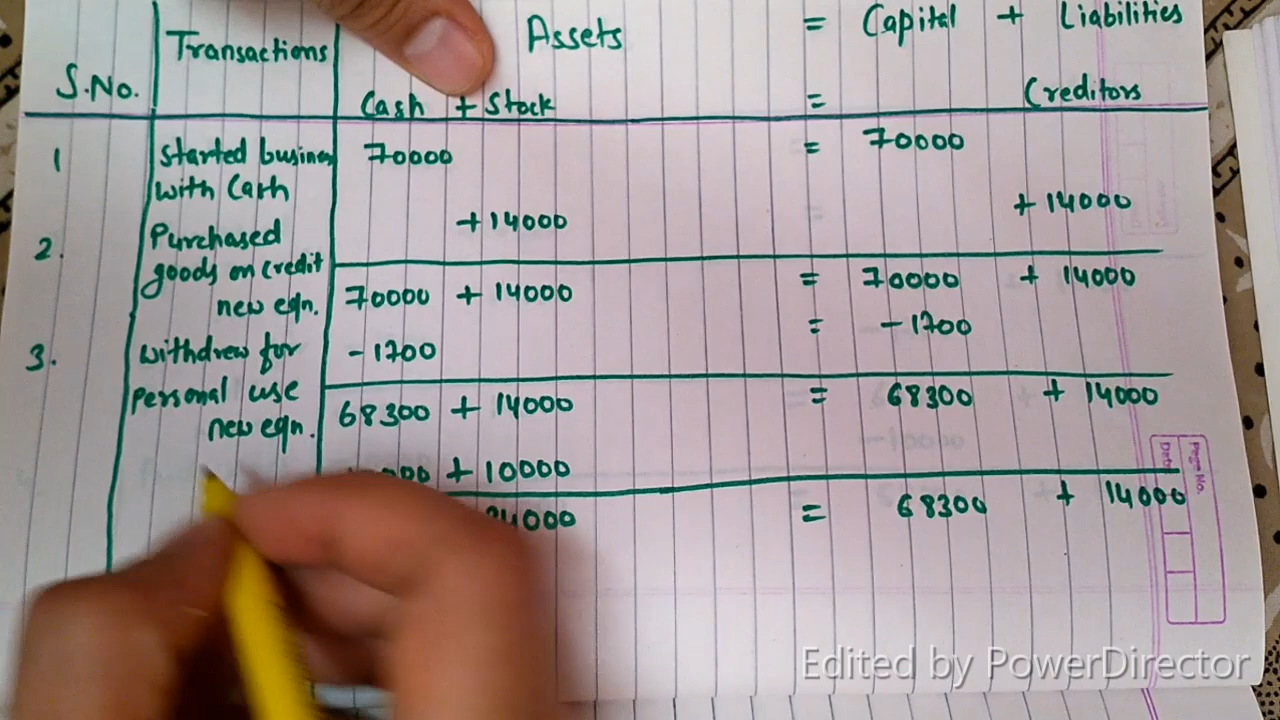 Assets = Capital + Liabilities
S.No. Transactions Cash + Stock = Creditors
1 Started business 70000 = 70000
with Cash
+14000 + 14000
2. Purchased
goods on credit
new eqn. 70000 + 14000 = 70000 + 14000
= -1700
3. Withdrew for -1700
Personal use 68300 + 14000 = 68300 + 14000
new eqn.
+ 10000
= 68300 + 14000
Page No.
Edited by PowerDirector